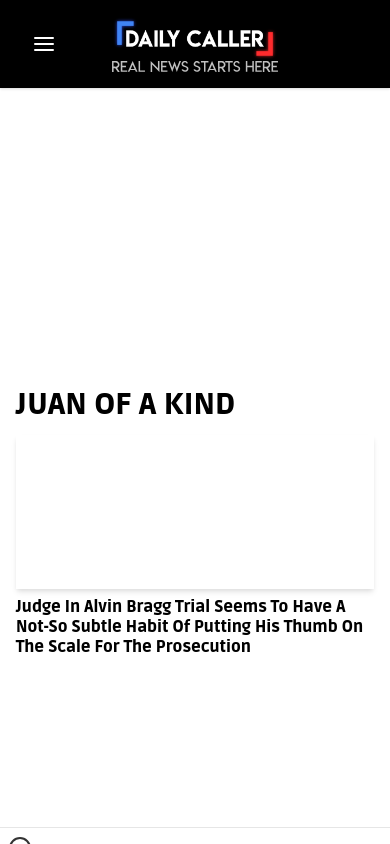 DAILY CALLER
REAL NEWS STARTS HERE
JUAN OF A KIND
Judge In Alvin Bragg Trial Seems To Have A
Not-So Subtle Habit Of Putting His Thumb On
The Scale For The Prosecution